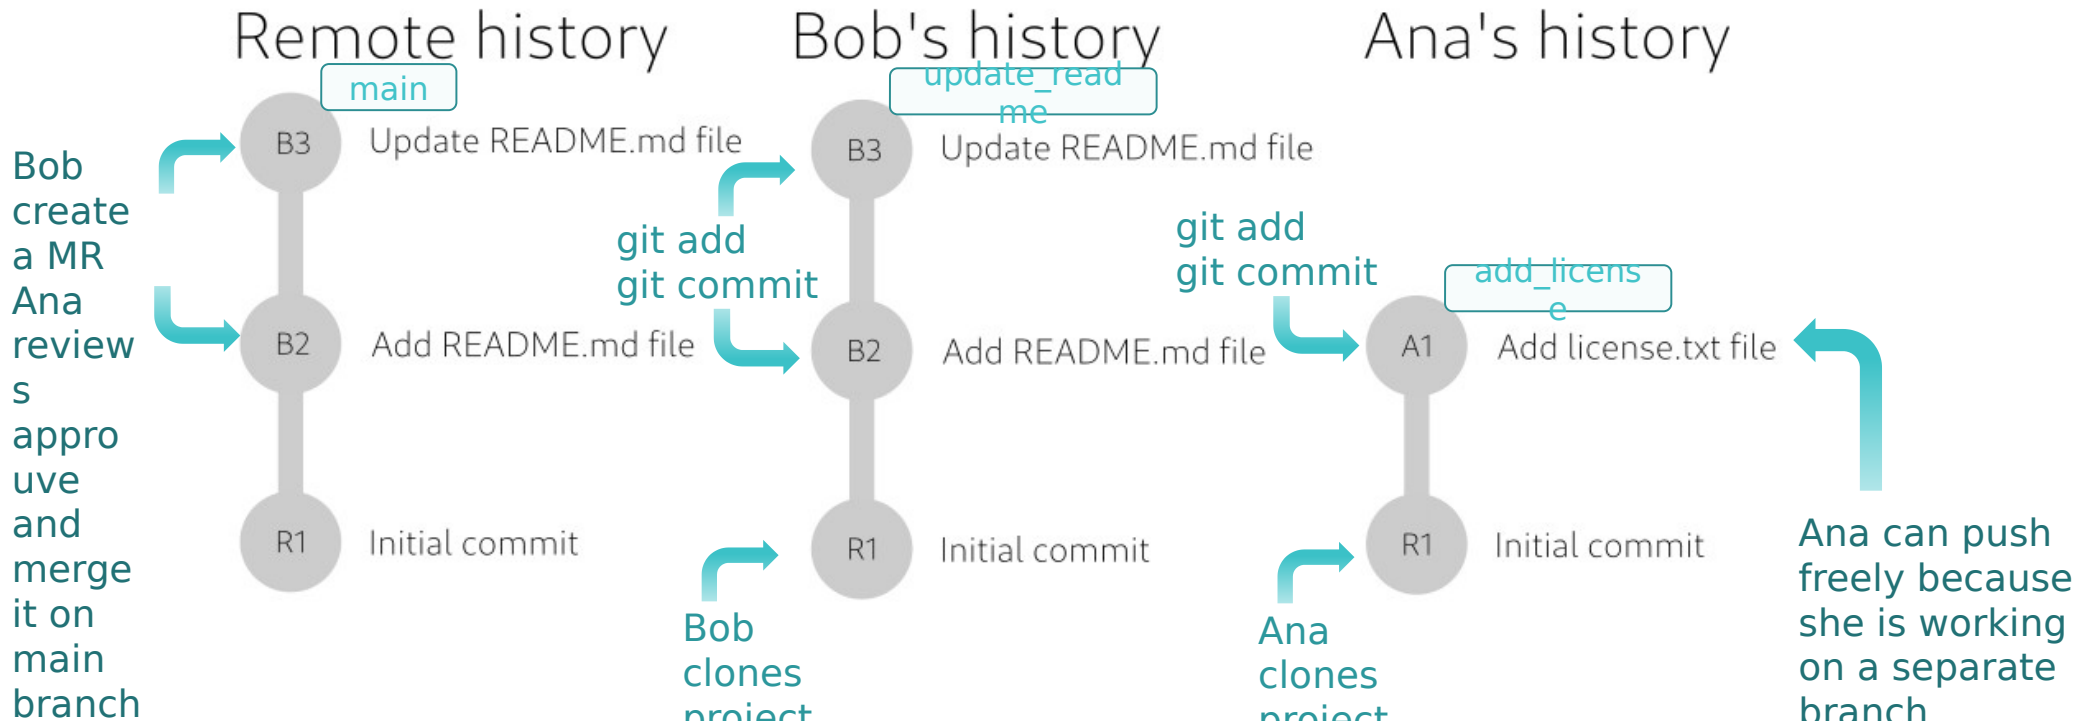 Remote history
main
B3
Update README.md file
B2
Add README.md file
R1
Initial commit
Bob
create
a MR
Ana
review
s
appro
uve
and
merge
it on
main
branch
Bob's history
update_read
me
B3
Update README.md file
git add
git commit
B2
Add README.md file
R1
Initial commit
Bob
clones
project
Ana's history
git add
git commit
add_licens
e
A1
Add license.txt file
R1
Initial commit
Ana
clones
project
Ana can push
freely because
she is working
on a separate
branch